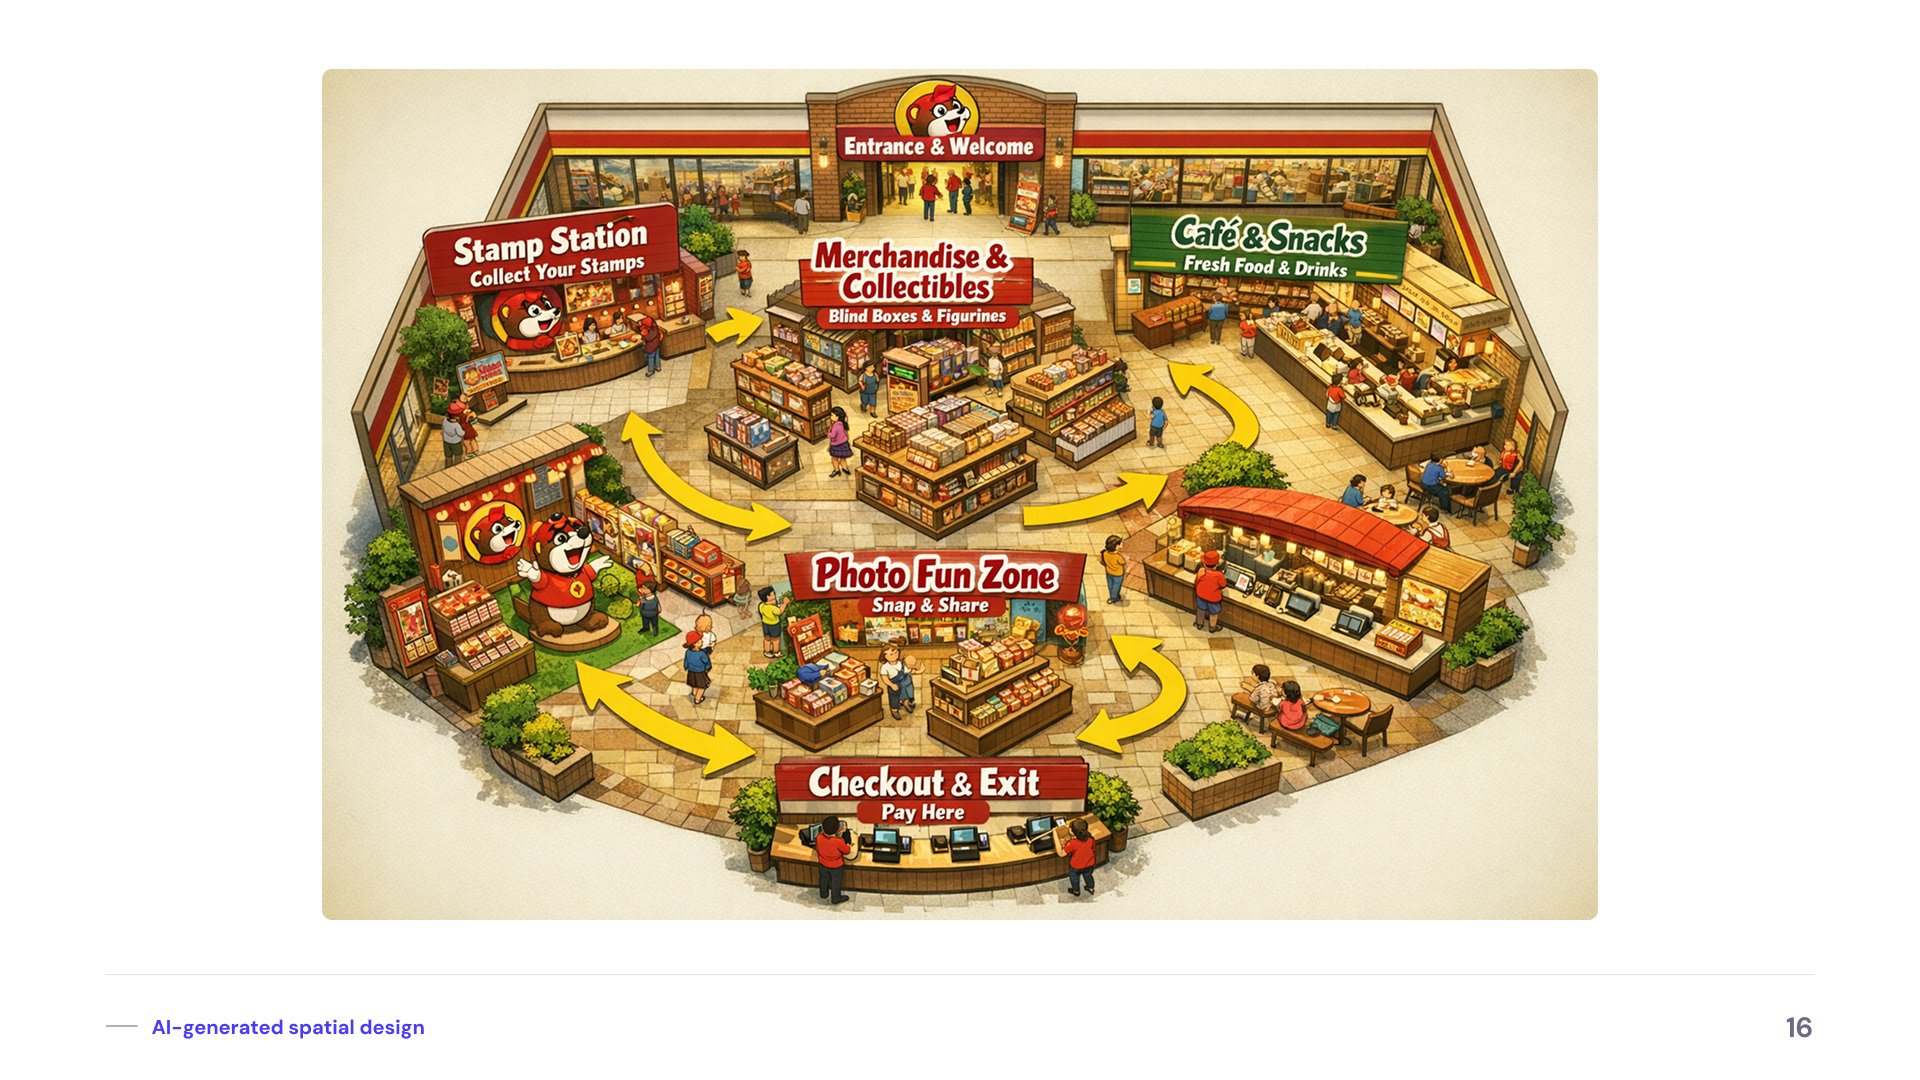 Entrance & Welcome
Stamp Station
Collect Your Stamps
Merchandise &
Collectibles
Blind Boxes & Figurines
Café & Snacks
Fresh Food & Drinks
Photo Fun Zone
Snap & Share
Checkout & Exit
Pay Here
AI-generated spatial design
16